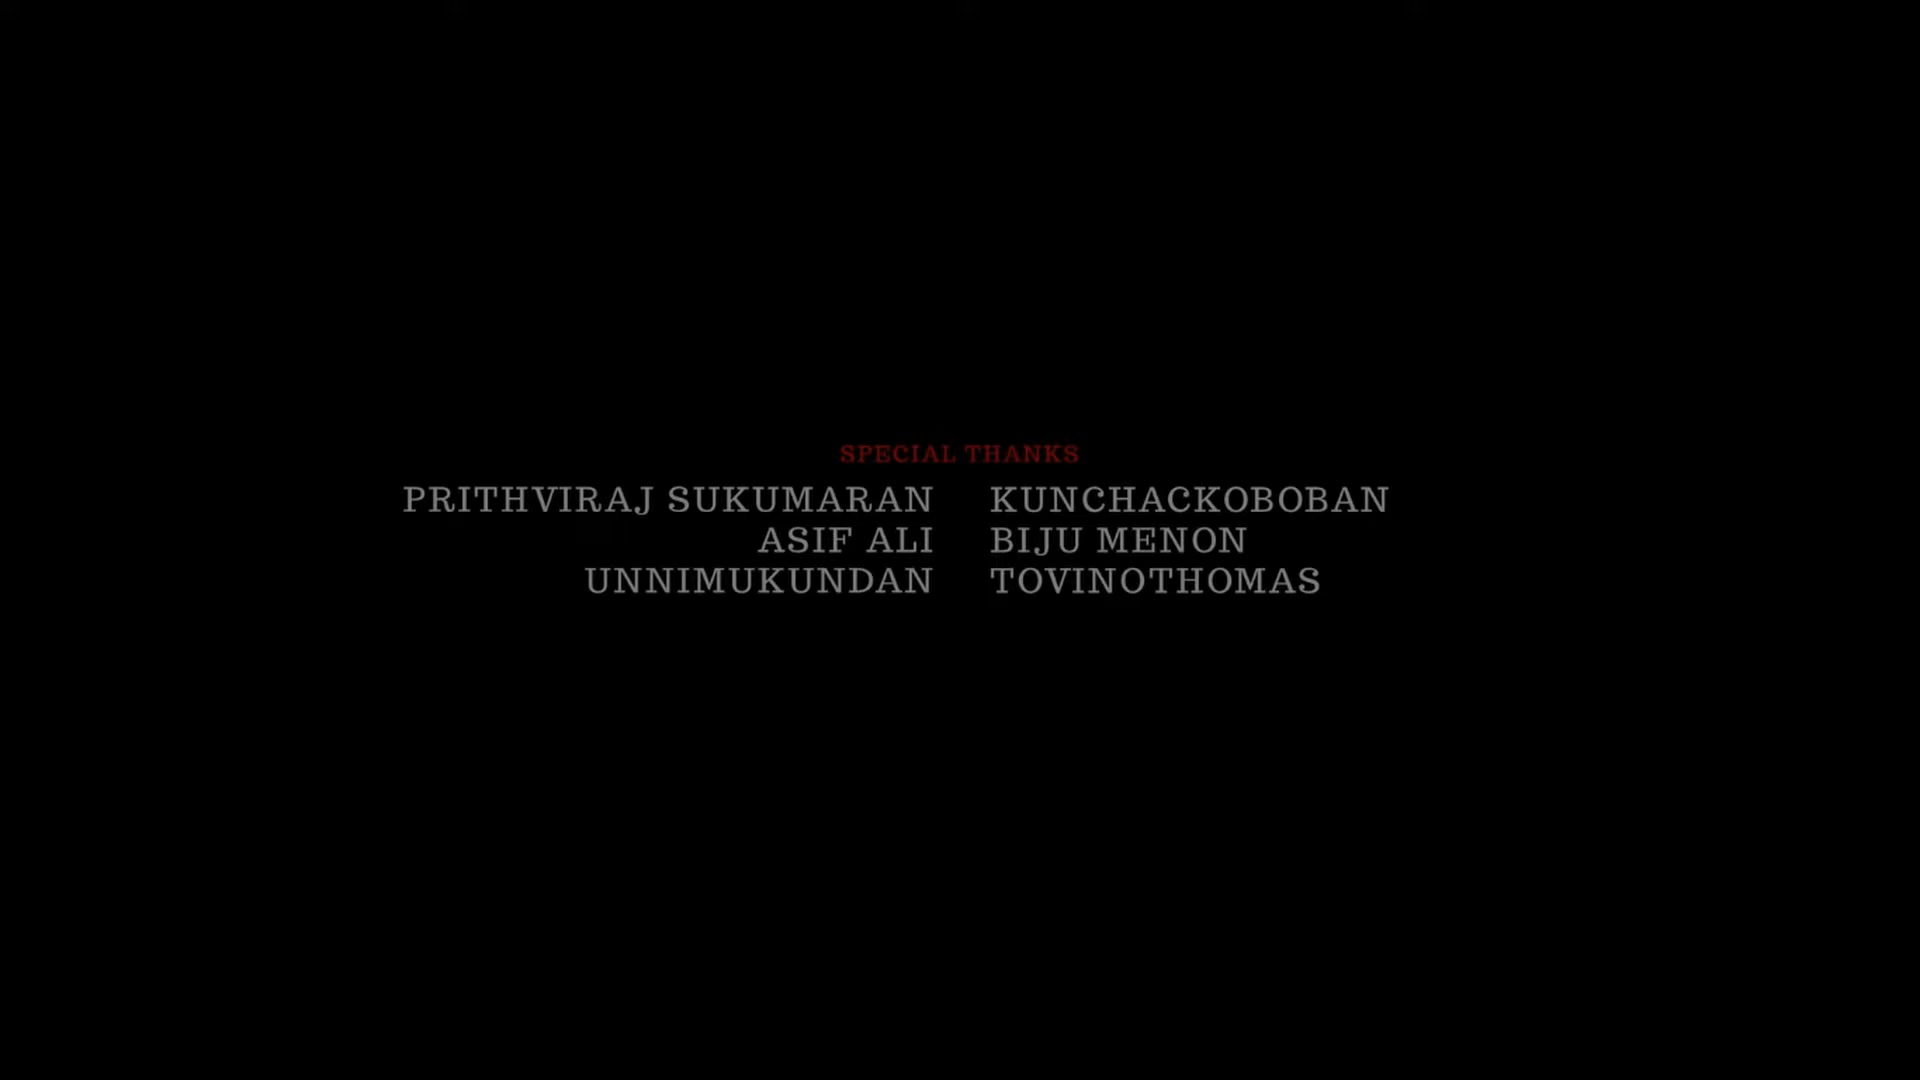 SPECIAL THANKS
PRITHVIRAJ SUKUMARAN KUNCHACKOBOBAN
ASIF ALI BIJU MENON
UNNIMUKUNDAN TOVINOTHOMAS